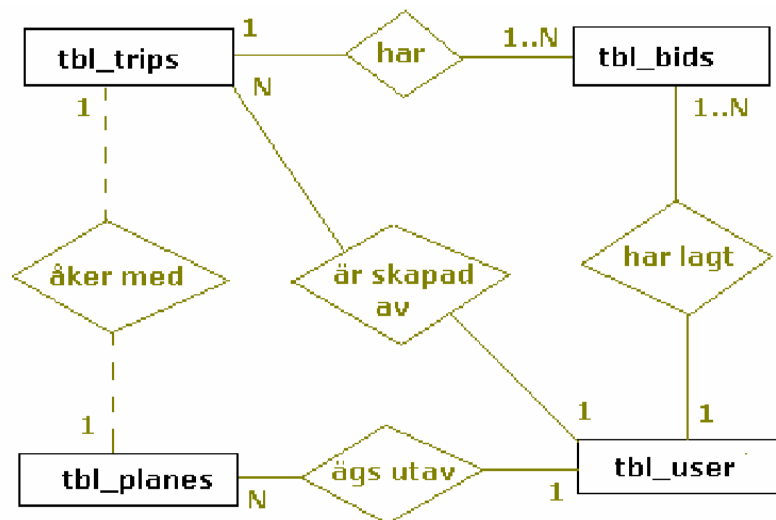 1
har
1..N
tbl_trips
tbl_bids
N
1
1..N
åker med
är skapad
av
har lagt
1
1
1
tbl_planes
ägs utav
tbl_user
N
1